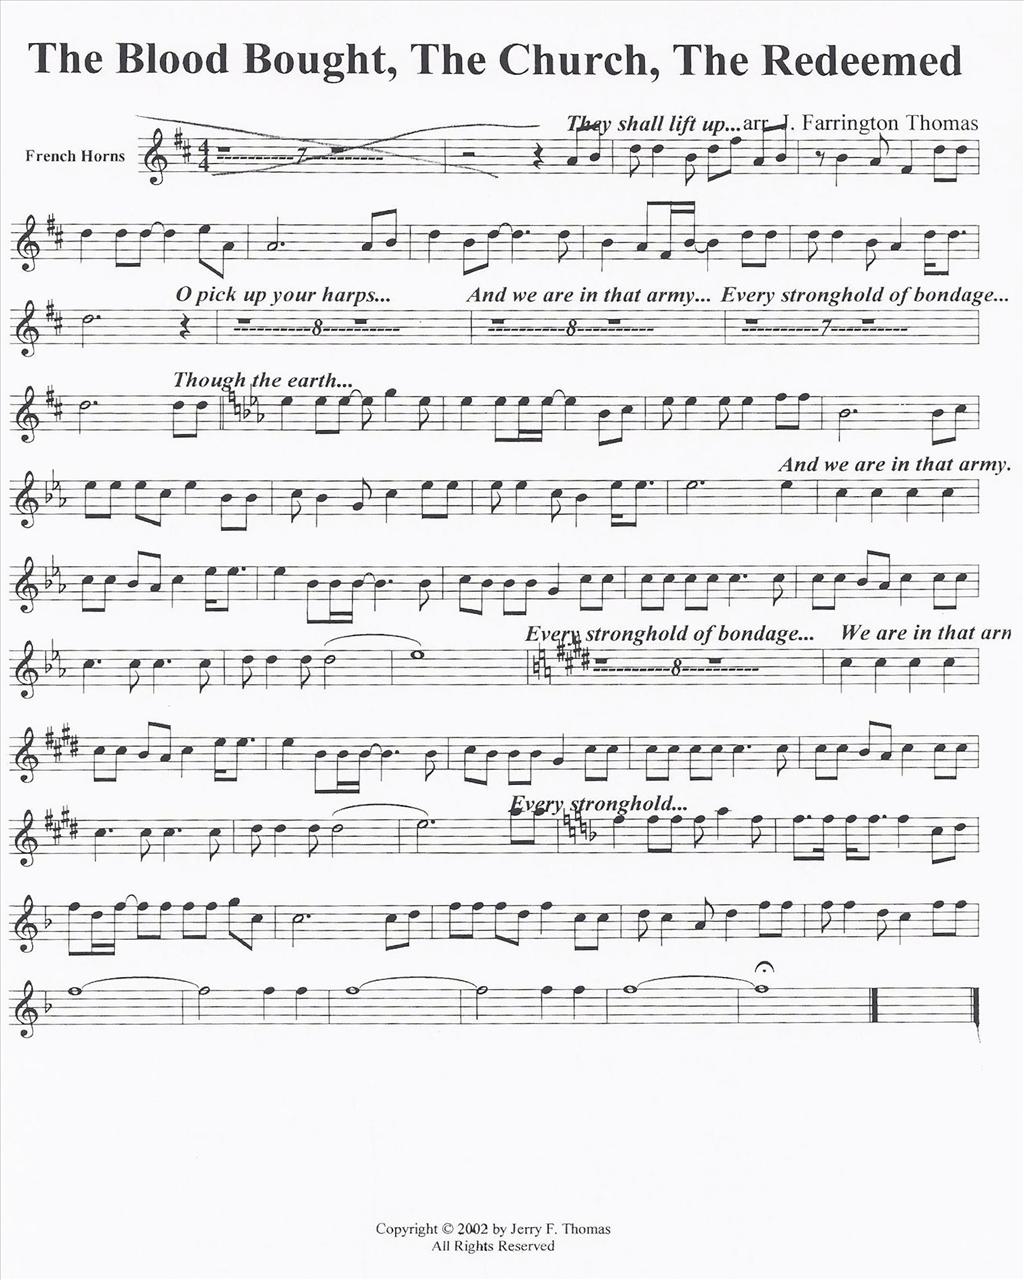 The Blood Bought, The Church, The Redeemed
They shall lift up... arr. J. Farrington Thomas
French Horns
4
4
7
O pick up your harps... And we are in that army... Every stronghold of bondage...
8 8 7
Though the earth...
And we are in that army.
Every stronghold of bondage... We are in that arn
8
Every stronghold...
Copyright © 2002 by Jerry F. Thomas
All Rights Reserved